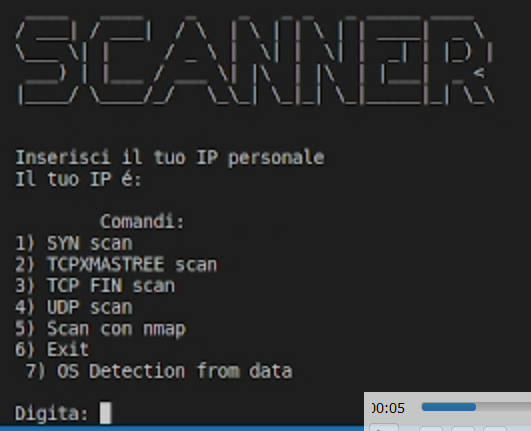 SCANNER
Inserisci il tuo IP personale
Il tuo IP é:
Comandi:
1) SYN scan
2) TCPXMASTREE scan
3) TCP FIN scan
4) UDP scan
5) Scan con nmap
6) Exit
7) OS Detection from data
Digita:
00:05